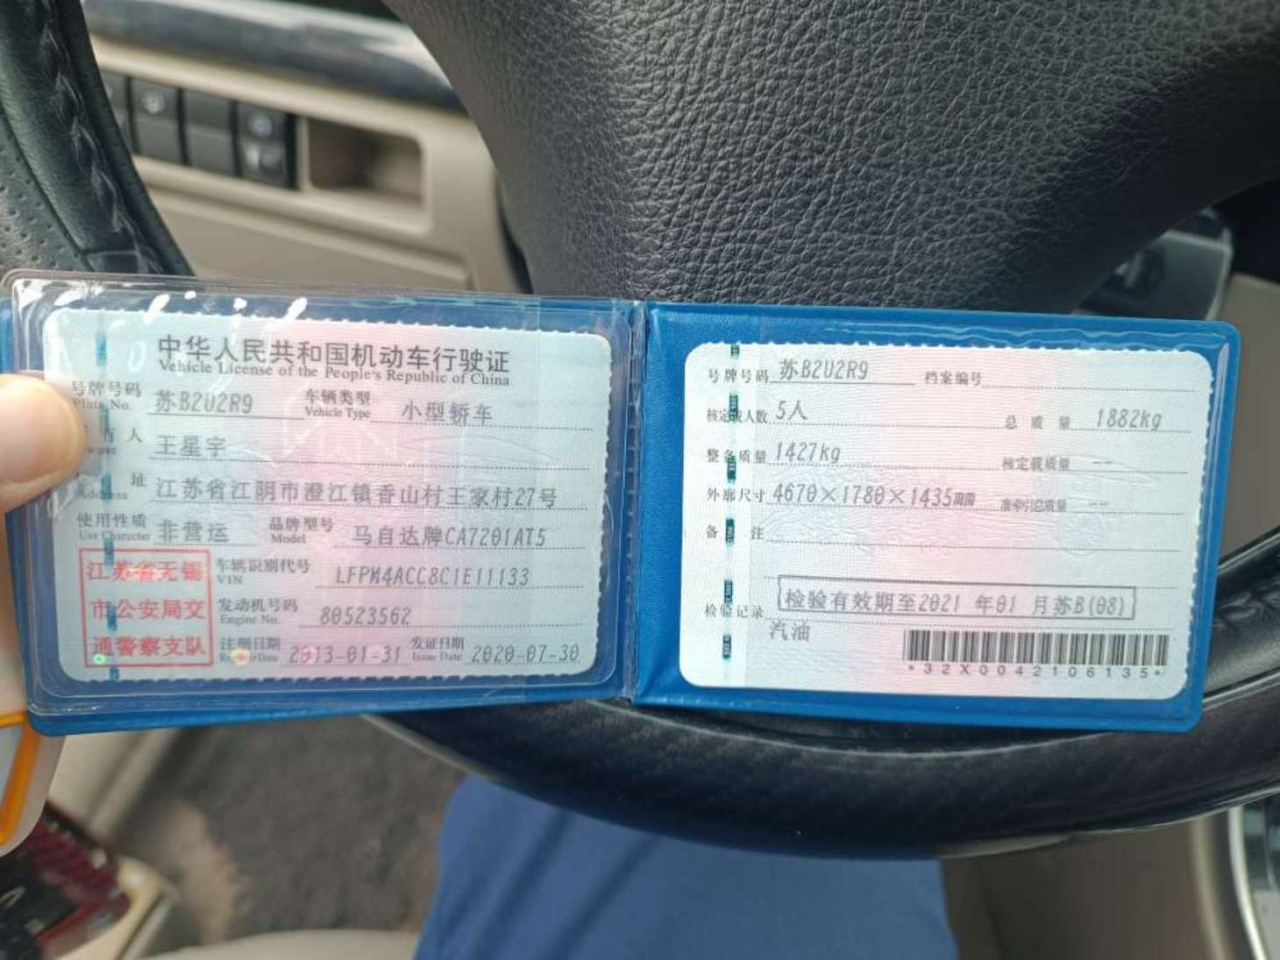 中华人民共和国机动车行驶证
Vehicle License of the People's Republic of China
号牌号码 苏B2U2R9 车辆类型 小型轿车
Plate No. Vehicle Type
有人 王星宇
址 江苏省江阴市澄江镇香山村王家村27号
Address
使用性质 非营运 品牌型号 马自达牌CA7201AT5
Use Character Model
江苏省无锡
市公安局交
通警察支队
车辆识别代号 LFPM4ACC8C1E11133
VIN
发动机号码 80523562
Engine No.
注册日期 2013-01-31 发证日期 2020-07-30
Register Date Issue Date
号牌号码 苏B2U2R9 档案编号
核定载人数 5人 总质量 1882kg
整备质量 1427kg 核定载质量 --
外廓尺寸 4670×1780×1435 准牵引总质量 --
备注
检验记录 检验有效期至2021年01月苏B(08)
汽油
*32X0042106135*